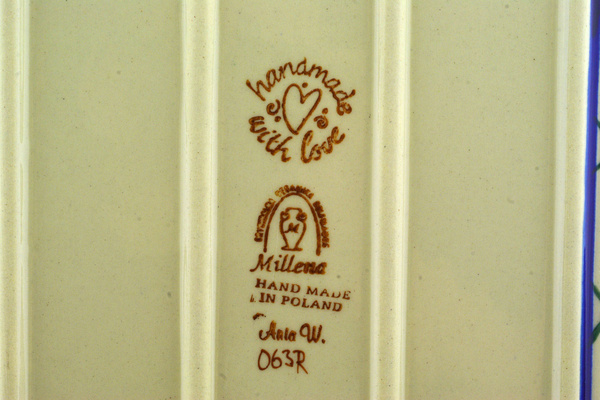 handmade
with love
Millena
HAND MADE
IN POLAND
Ania W.
063R